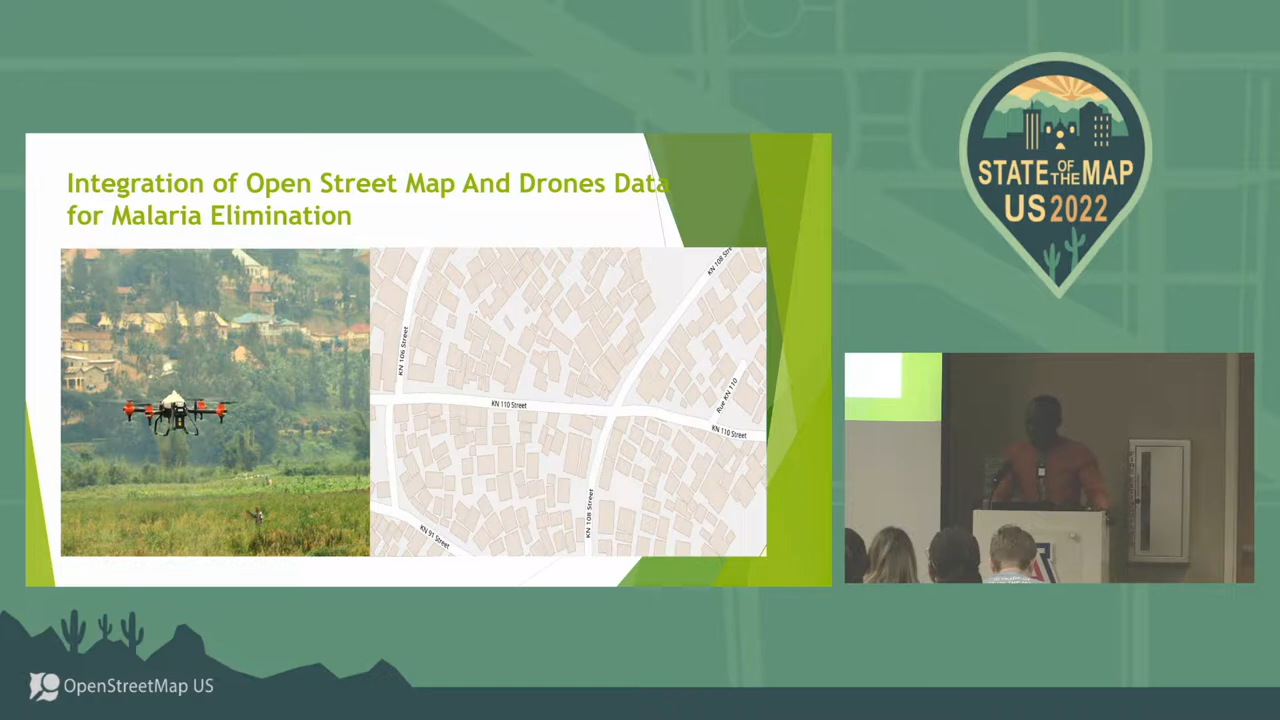 Integration of Open Street Map And Drones Data
for Malaria Elimination
KN 106 Street
KN 110 Street
KN 108 Stre
Rue KN 110
KN 110 Street
KN 108 Street
KN 91 Street
STATE OF THE MAP
US 2022
OpenStreetMap US